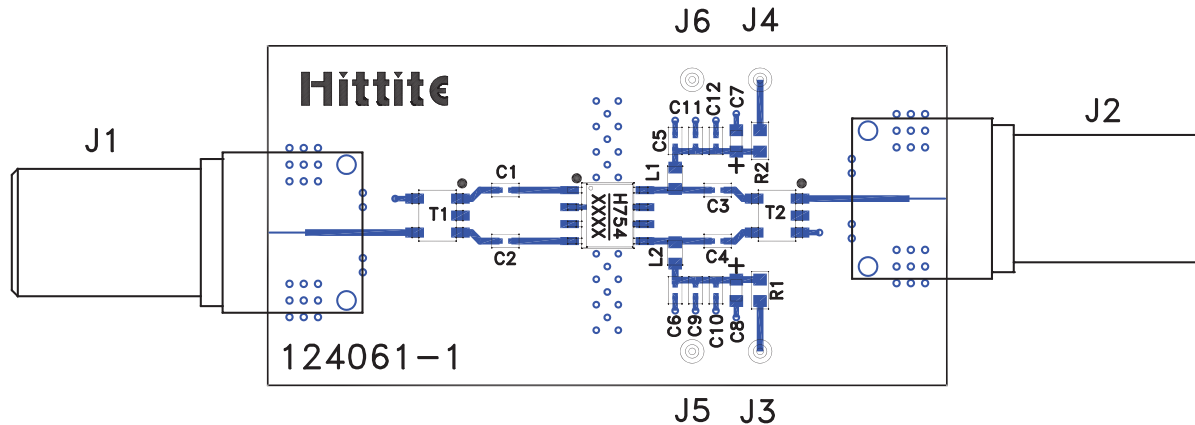 J6 J4
Hittite
J1
J2
C11 C12 C7
C5
L1
R2
C1
C3
T1
H754
XXXX
T2
C2
C4
L2
+
+
R1
C6 C9 C10 C8
124061-1
J5 J3